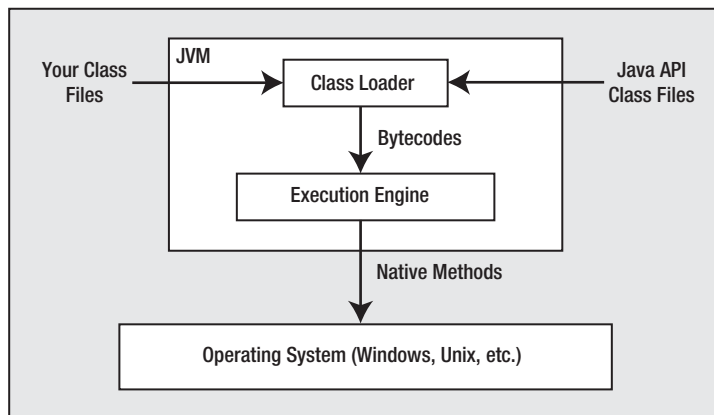 JVM
Your Class
Files
Class Loader
Java API
Class Files
Bytecodes
Execution Engine
Native Methods
Operating System (Windows, Unix, etc.)